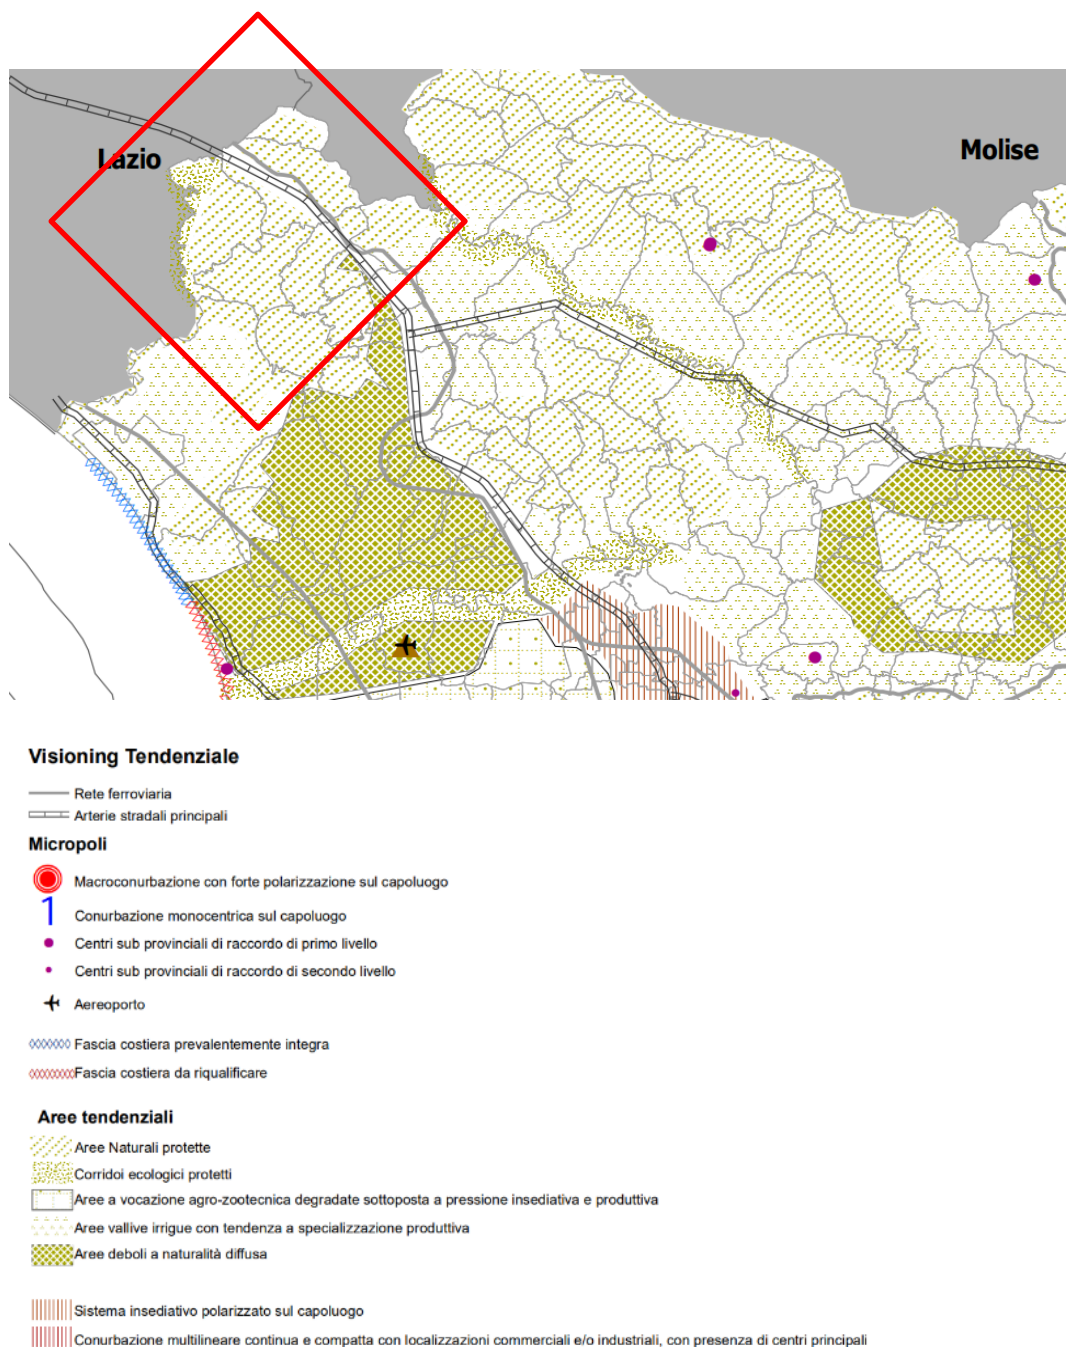 Lazio
Molise
Visioning Tendenziale
Rete ferroviaria
Arterie stradali principali
Micropoli
Macroconurbazione con forte polarizzazione sul capoluogo
1 Conurbazione monocentrica sul capoluogo
Centri sub provinciali di raccordo di primo livello
Centri sub provinciali di raccordo di secondo livello
Aereoporto
Fascia costiera prevalentemente integra
Fascia costiera da riqualificare
Aree tendenziali
Aree Naturali protette
Corridoi ecologici protetti
Aree a vocazione agro-zootecnica degradate sottoposta a pressione insediativa e produttiva
Aree vallive irrigue con tendenza a specializzazione produttiva
Aree deboli a naturalità diffusa
Sistema insediativo polarizzato sul capoluogo
Conurbazione multilineare continua e compatta con localizzazioni commerciali e/o industriali, con presenza di centri principali